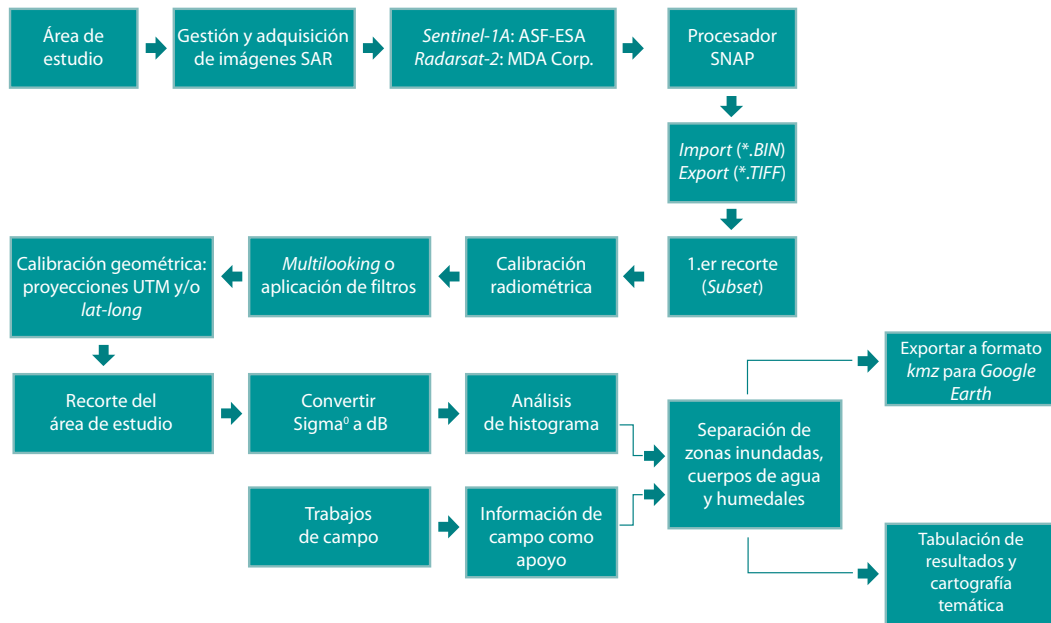 Área de
estudio
Gestión y adquisición
de imágenes SAR
Sentinel-1A: ASF-ESA
Radarsat-2: MDA Corp.
Procesador
SNAP
Import (*.BIN)
Export (*.TIFF)
1.er recorte
(Subset)
Calibración
radiométrica
Multilooking o
aplicación de filtros
Calibración geométrica:
proyecciones UTM y/o
lat-long
Recorte del
área de estudio
Convertir
Sigma⁰ a dB
Análisis
de histograma
Trabajos
de campo
Información de
campo como
apoyo
Separación de
zonas inundadas,
cuerpos de agua
y humedales
Exportar a formato
kmz para Google
Earth
Tabulación de
resultados y
cartografía
temática